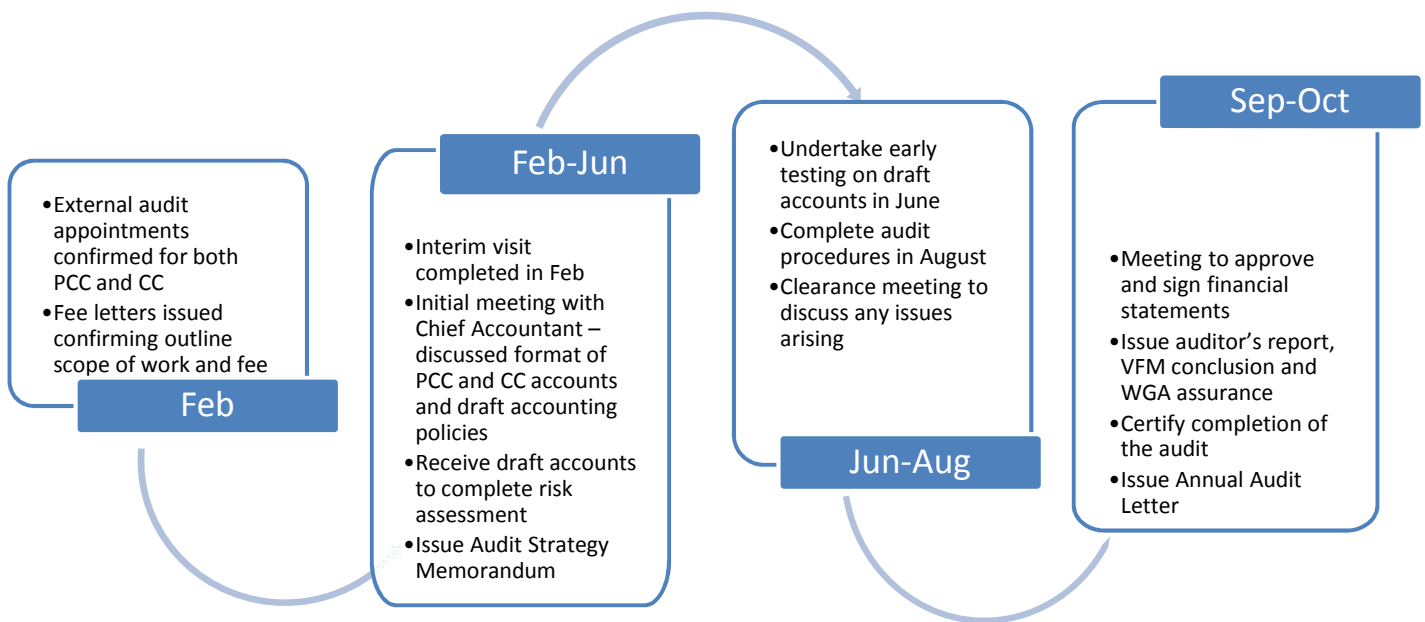 •External audit
appointments
confirmed for both
PCC and CC
•Fee letters issued
confirming outline
scope of work and fee
Feb
Feb-Jun
•Interim visit
completed in Feb
•Initial meeting with
Chief Accountant –
discussed format of
PCC and CC accounts
and draft accounting
policies
•Receive draft accounts
to complete risk
assessment
•Issue Audit Strategy
Memorandum
•Undertake early
testing on draft
accounts in June
•Complete audit
procedures in August
•Clearance meeting to
discuss any issues
arising
Jun-Aug
Sep-Oct
•Meeting to approve
and sign financial
statements
•Issue auditor’s report,
VFM conclusion and
WGA assurance
•Certify completion of
the audit
•Issue Annual Audit
Letter